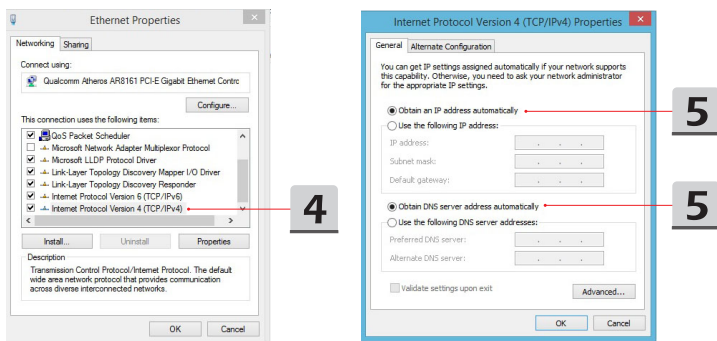 Ethernet Properties
Networking Sharing
Connect using:
Qualcomm Atheros AR8161 PCI-E Gigabit Ethernet Contrc
Configure...
This connection uses the following items:
QoS Packet Scheduler
Microsoft Network Adapter Multiplexor Protocol
Microsoft LLDP Protocol Driver
Link-Layer Topology Discovery Mapper I/O Driver
Link-Layer Topology Discovery Responder
Internet Protocol Version 6 (TCP/IPv6)
Internet Protocol Version 4 (TCP/IPv4)
4
Install... Uninstall Properties
Description
Transmission Control Protocol/Internet Protocol. The default
wide area network protocol that provides communication
across diverse interconnected networks.
OK Cancel
Internet Protocol Version 4 (TCP/IPv4) Properties
General Alternate Configuration
You can get IP settings assigned automatically if your network supports
this capability. Otherwise, you need to ask your network administrator
for the appropriate IP settings.
Obtain an IP address automatically
5
Use the following IP address:
IP address:
Subnet mask:
Default gateway:
Obtain DNS server address automatically
5
Use the following DNS server addresses:
Preferred DNS server:
Alternate DNS server:
Validate settings upon exit
Advanced...
OK Cancel